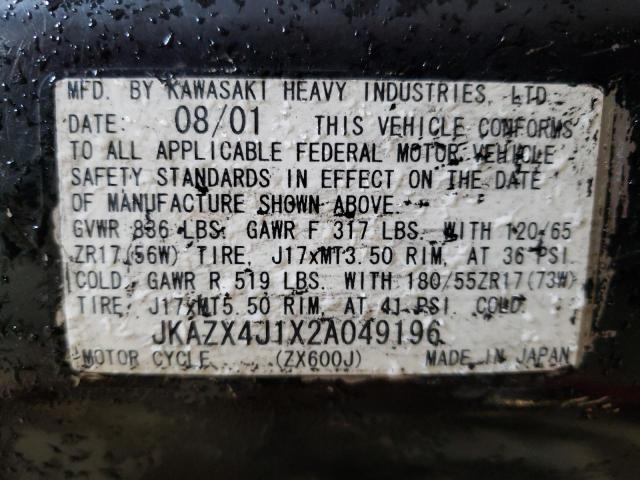 MFD. BY KAWASAKI HEAVY INDUSTRIES, LTD
DATE: 08/01 THIS VEHICLE CONFORMS
TO ALL APPLICABLE FEDERAL MOTOR VEHICLE
SAFETY STANDARDS IN EFFECT ON THE DATE
OF MANUFACTURE SHOWN ABOVE.
GVWR 836 LBS. GAWR F 317 LBS. WITH 120/65
ZR17 (56W) TIRE, J17xMT3.50 RIM, AT 36 PSI.
COLD. GAWR R 519 LBS. WITH 180/55ZR17(73W)
TIRE, J17xMT5.50 RIM, AT 41 PSI COLD.
JKAZX4J1X2A049196
MOTOR CYCLE (ZX600J) MADE IN JAPAN